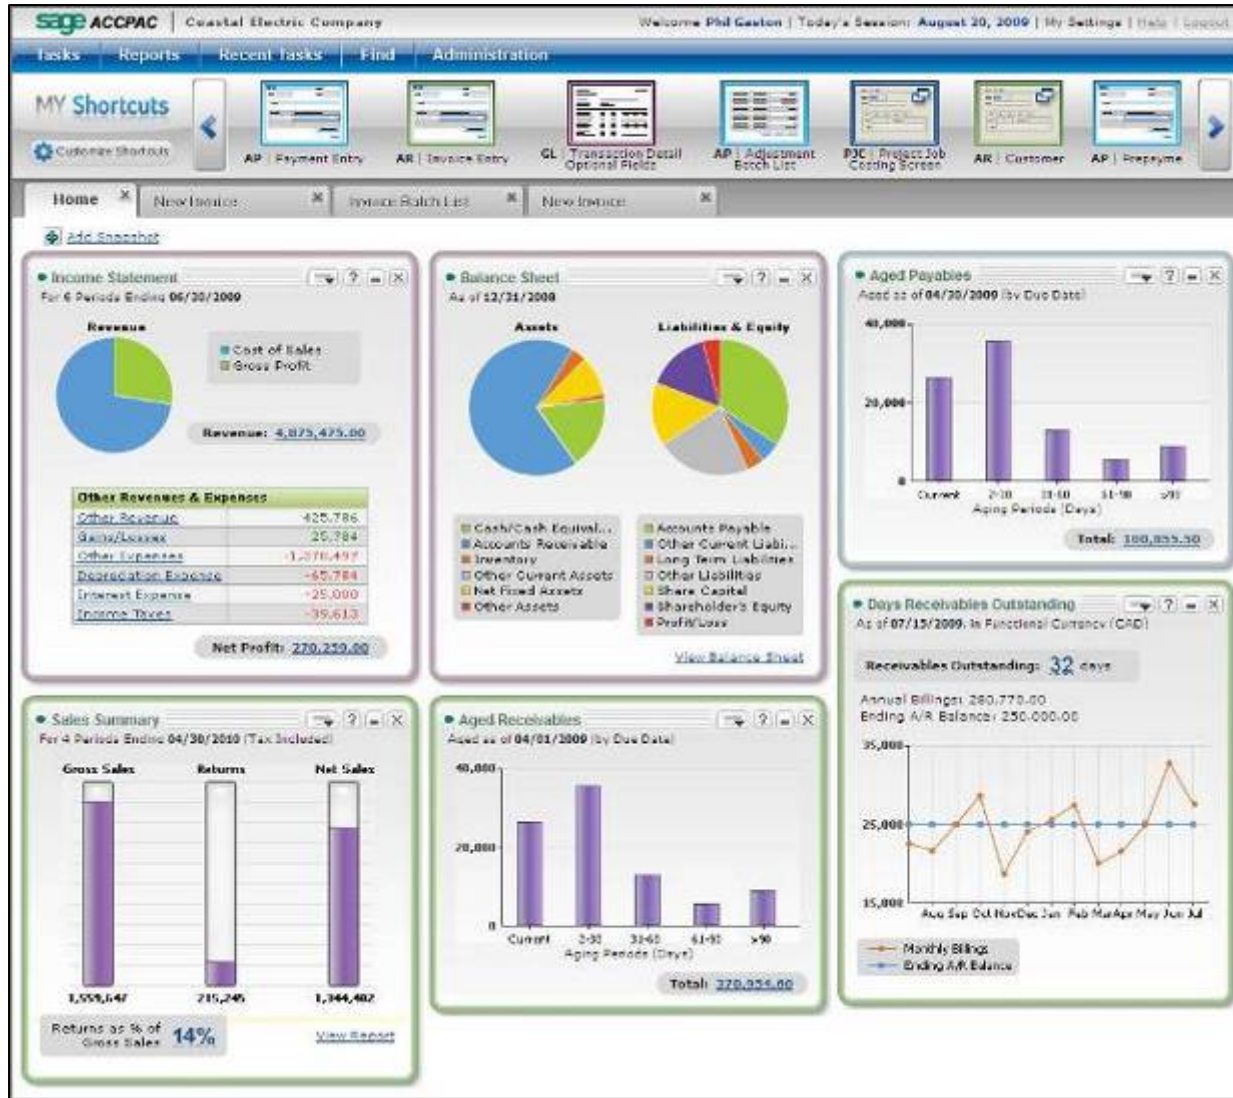 sage ACCPAC | Coastal Electric Company
Welcome Phil Gaston | Today's Session: August 20, 2009 | My Settings | Help | Logout
Tasks Reports Recent Tasks Find Administration
MY Shortcuts
Customize Shortcuts
AP | Payment Entry
AR | Invoice Entry
GL | Transaction Detail
Optional Fields
AP | Adjustment
Batch List
PJC | Project Job
Costing Screen
AR | Customer
AP | Prepayme
Home
New Invoice
Invoice Batch List
New Invoice
Add Snapshot
Income Statement
For 6 Periods Ending 06/30/2009
Revenue
Cost of Sales
Gross Profit
Revenue: 4,875,475.00
Other Revenues & Expenses
Other Revenue 425,786
Gains/Losses 25,784
Other Expenses
Depreciation Expense -65,784
Interest Expense -25,000
Income Taxes -39,613
Net Profit: 270,259.00
Balance Sheet
As of 12/31/2008
Assets
Liabilities & Equity
Cash/Cash Equival...
Accounts Receivable
Inventory
Other Current Assets
Net Fixed Assets
Other Assets
Accounts Payable
Other Current Liabi...
Long Term Liabilities
Other Liabilities
Share Capital
Shareholder's Equity
Profit/Loss
View Balance Sheet
Aged Payables
Aged as of 04/30/2009 (by Due Date)
40,000
20,000
0
Current 31-60 >90
Aging Periods (Days)
Total:
Days Receivables Outstanding
As of 07/15/2009, in Functional Currency (CAD)
Receivables Outstanding: 32 days
Annual Billings: 280,770.00
Ending A/R Balance: 250,000.00
35,000
25,000
15,000
Aug Sep Oct Nov Dec Jan Feb Mar Apr May Jun Jul
Monthly Billings
Ending A/R Balance
Sales Summary
For 4 Periods Ending 04/30/2010 (Tax Included)
Gross Sales
Returns
Net Sales
1,559,647
215,245
1,344,402
Returns as % of
Gross Sales
14%
View Report
Aged Receivables
Aged as of 04/01/2009 (by Due Date)
40,000
20,000
0
Current 31-60 >90
Aging Periods (Days)
Total: